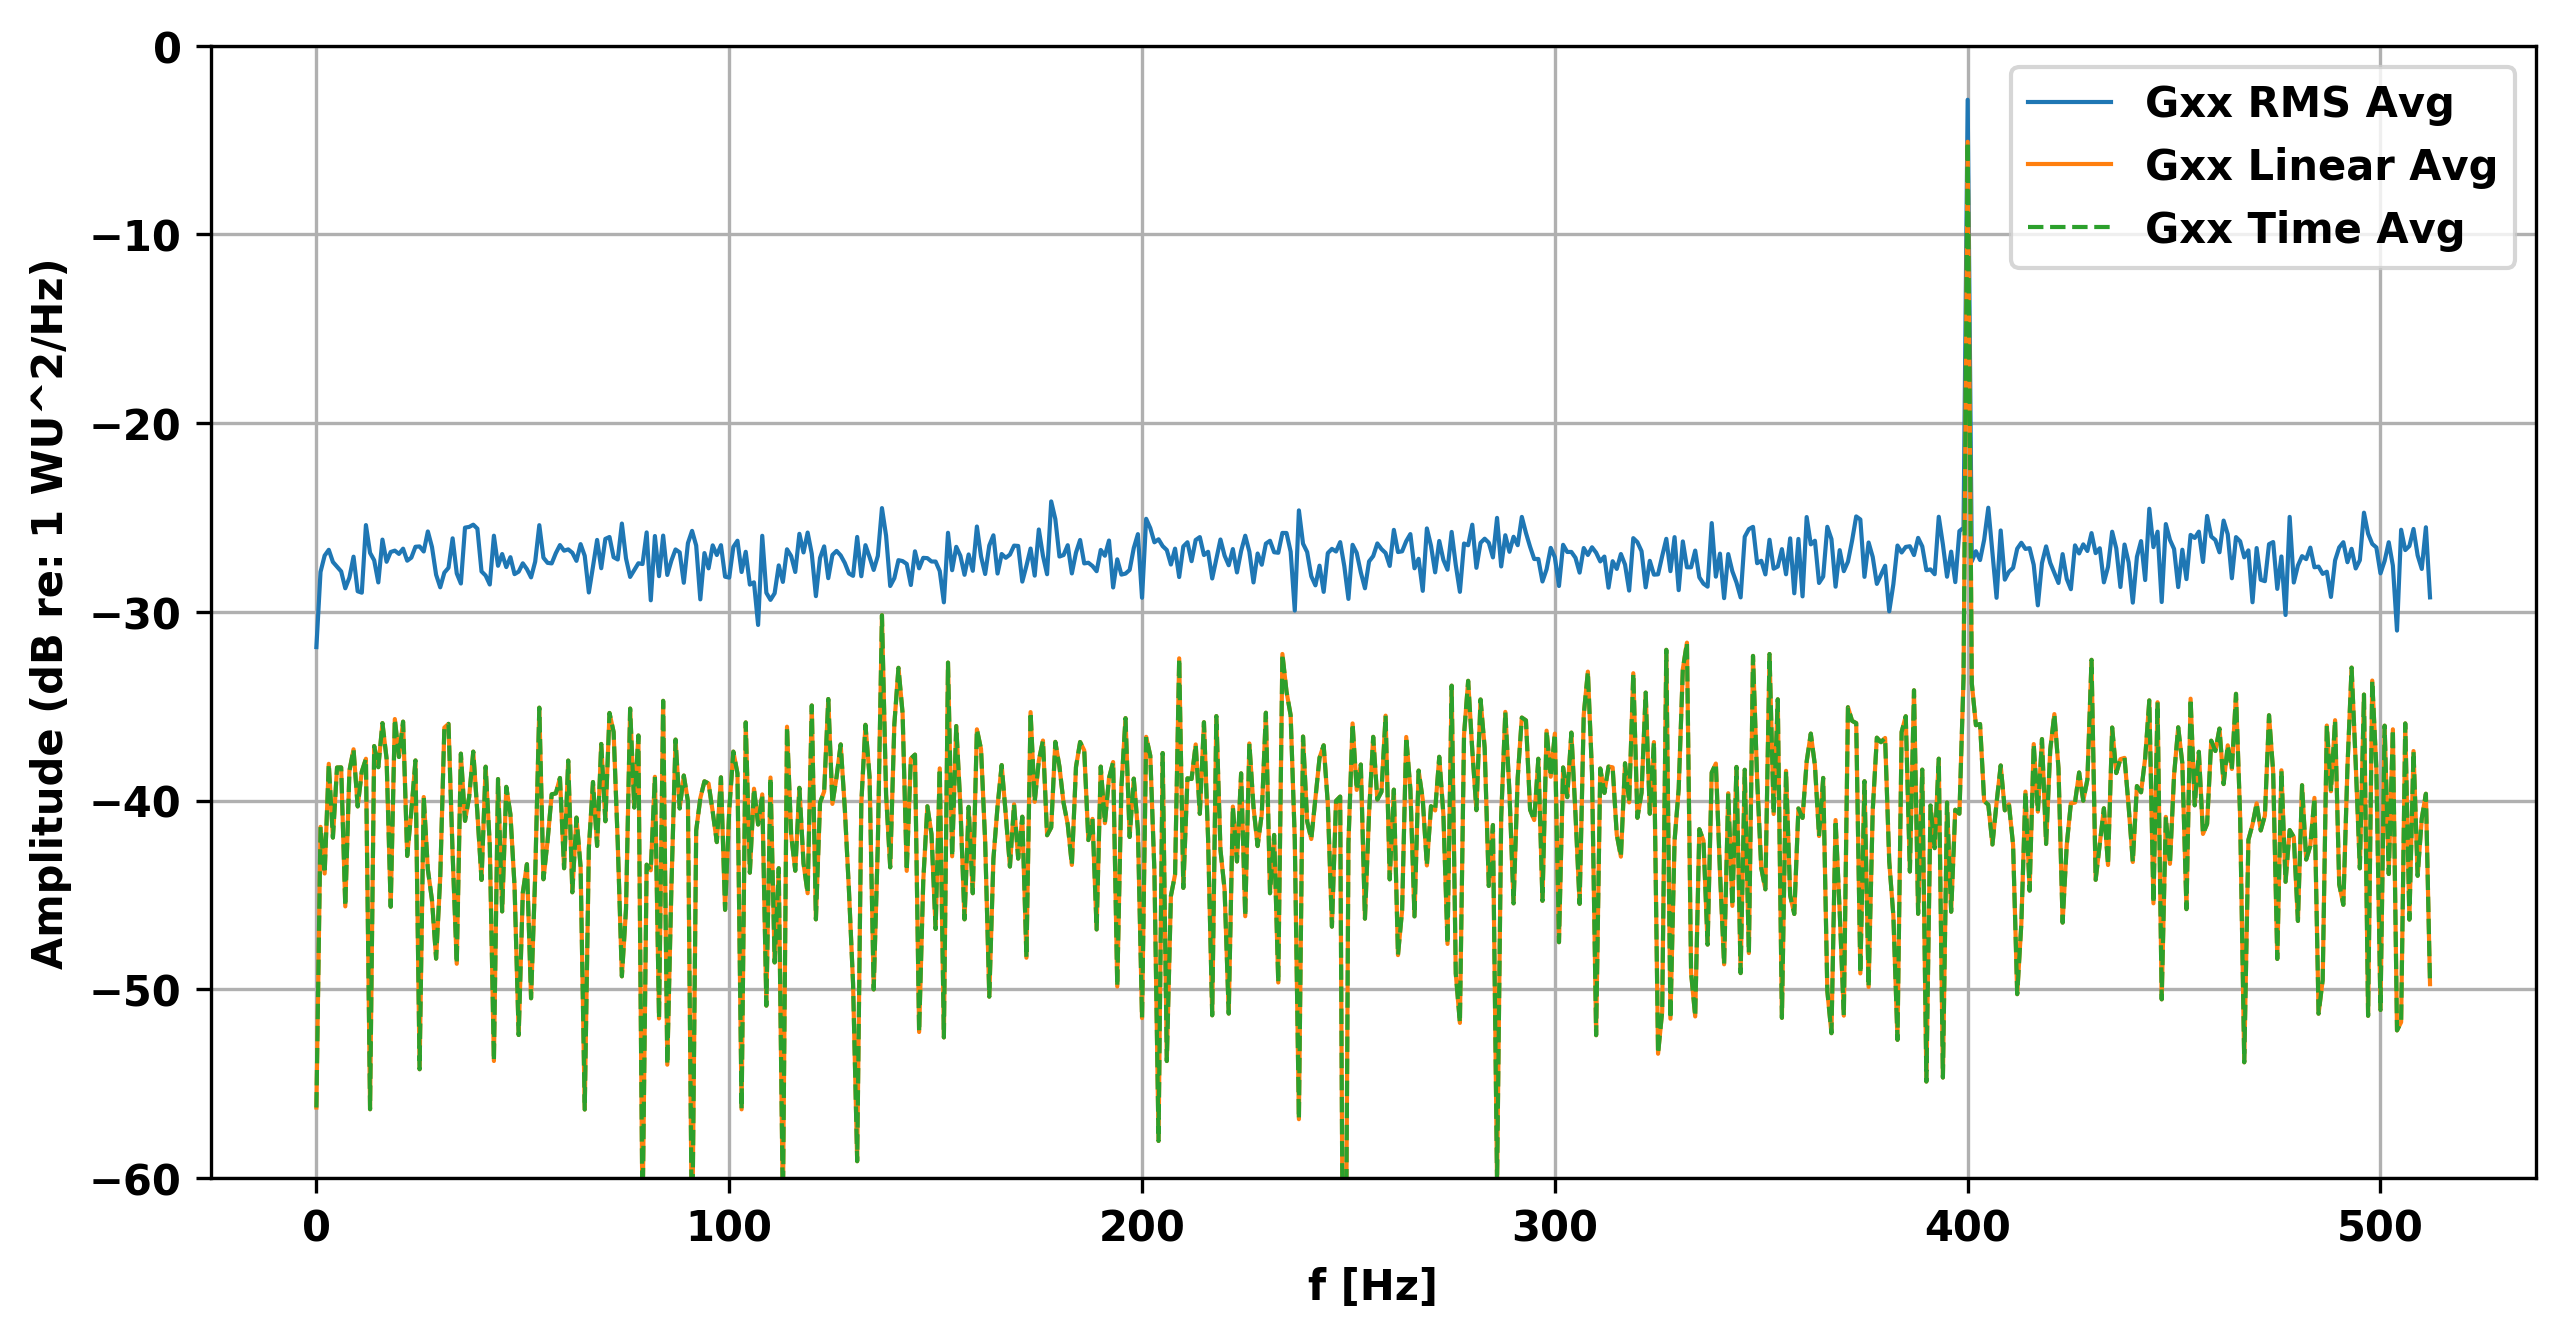 0
−10
−20
−30
−40
−50
−60
Amplitude (dB re: 1 WU^2/Hz)
Gxx RMS Avg
Gxx Linear Avg
Gxx Time Avg
0 100 200 300 400 500
f [Hz]